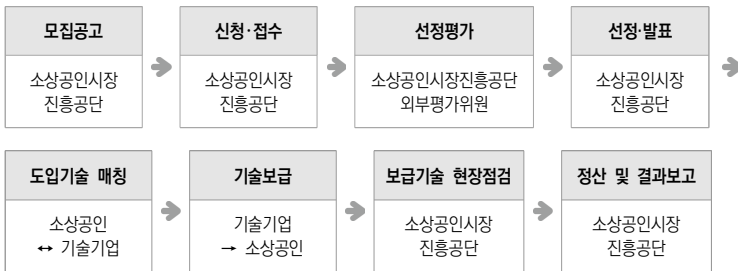 모집공고
소상공인시장
진흥공단
신청·접수
소상공인시장
진흥공단
선정평가
소상공인시장진흥공단
외부평가위원
선정·발표
소상공인시장
진흥공단
도입기술 매칭
소상공인
↔ 기술기업
기술보급
기술기업
→ 소상공인
보급기술 현장점검
소상공인시장
진흥공단
정산 및 결과보고
소상공인시장
진흥공단